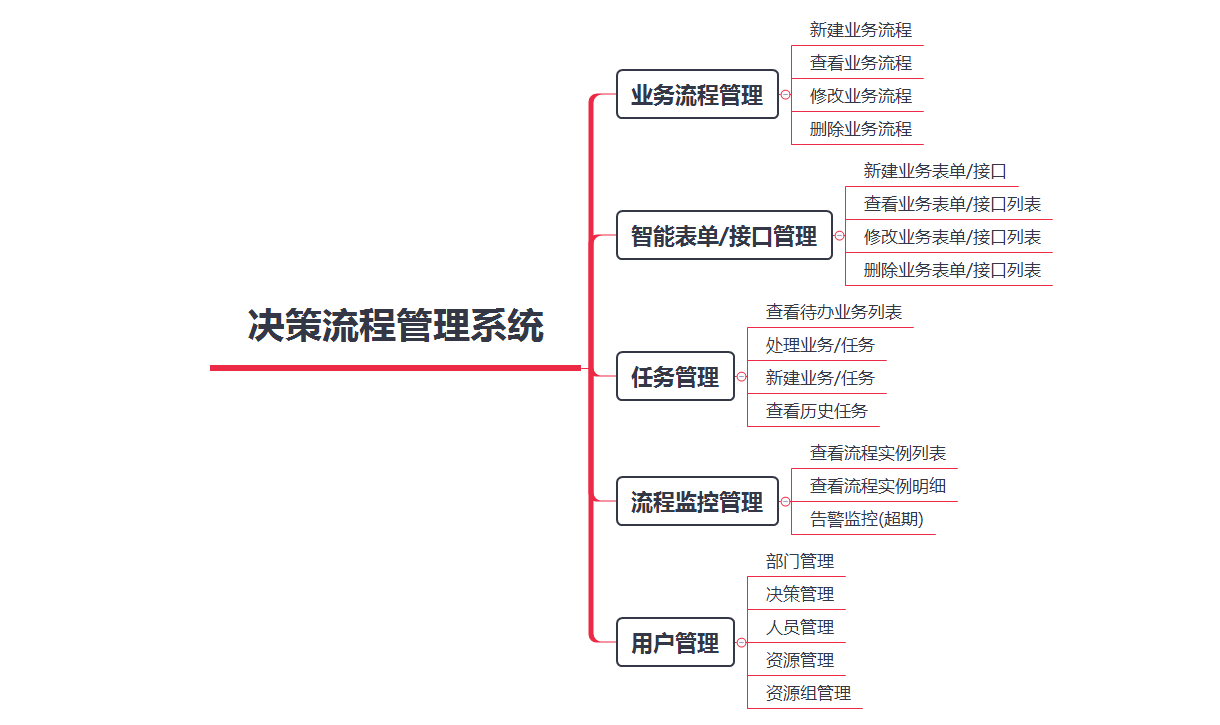 决策流程管理系统
业务流程管理
新建业务流程
查看业务流程
修改业务流程
删除业务流程
智能表单/接口管理
新建业务表单/接口
查看业务表单/接口列表
修改业务表单/接口列表
删除业务表单/接口列表
任务管理
查看待办业务列表
处理业务/任务
新建业务/任务
查看历史任务
流程监控管理
查看流程实例列表
查看流程实例明细
告警监控(超期)
用户管理
部门管理
决策管理
人员管理
资源管理
资源组管理